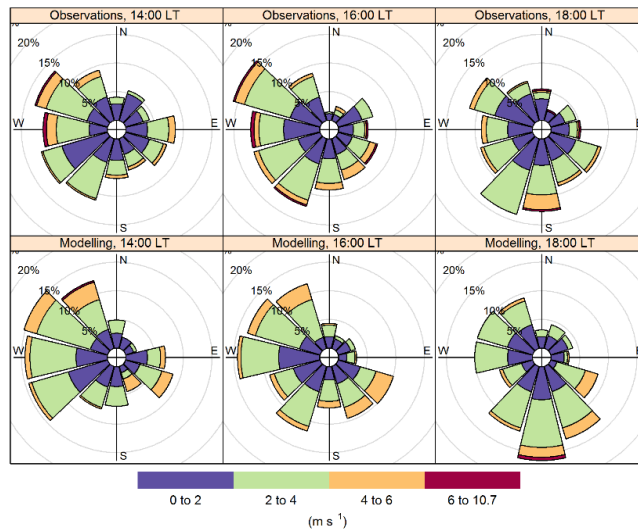 Observations, 14:00 LT
Observations, 16:00 LT
Observations, 18:00 LT
N
20%
15%
10%
5%
W
E
S
N
20%
15%
10%
5%
W
E
S
N
20%
15%
10%
5%
W
E
S
Modelling, 14:00 LT
Modelling, 16:00 LT
Modelling, 18:00 LT
N
20%
15%
10%
5%
W
E
S
N
20%
15%
10%
5%
W
E
S
N
20%
15%
10%
5%
W
E
S
0 to 2
2 to 4
4 to 6
6 to 10.7
(m s⁻¹)